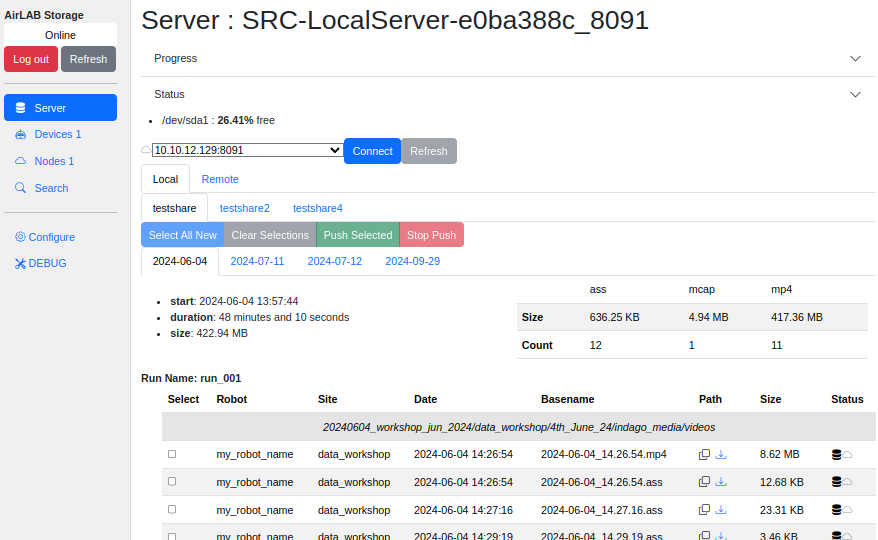 AirLAB Storage
Online
Log out Refresh
Server
Devices 1
Nodes 1
Search
Configure
DEBUG
Server : SRC-LocalServer-e0ba388c_8091
Progress
Status
/dev/sda1 : 26.41% free
10.10.12.129:8091 Connect Refresh
Local Remote
testshare testshare2 testshare4
Select All New Clear Selections Push Selected Stop Push
2024-06-04 2024-07-11 2024-07-12 2024-09-29
start: 2024-06-04 13:57:44
duration: 48 minutes and 10 seconds
size: 422.94 MB
ass mcap mp4
Size 636.25 KB 4.94 MB 417.36 MB
Count 12 1 11
Run Name: run_001
Select Robot Site Date Basename Path Size Status
20240604_workshop_jun_2024/data_workshop/4th_June_24/indago_media/videos
my_robot_name data_workshop 2024-06-04 14:26:54 2024-06-04_14.26.54.mp4 8.62 MB
my_robot_name data_workshop 2024-06-04 14:26:54 2024-06-04_14.26.54.ass 12.68 KB
my_robot_name data_workshop 2024-06-04 14:27:16 2024-06-04_14.27.16.ass 23.31 KB
my_robot_name data_workshop 2024-06-04 14:29:19 2024-06-04_14.29.19.ass 3.46 KB